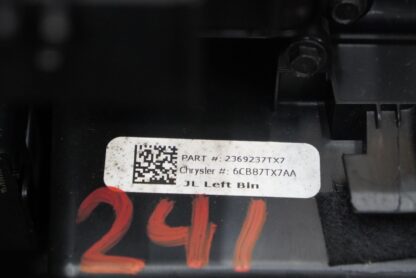 PART #: 2369237TX7
Chrysler #: 6CB87TX7AA
JL Left Bin
241